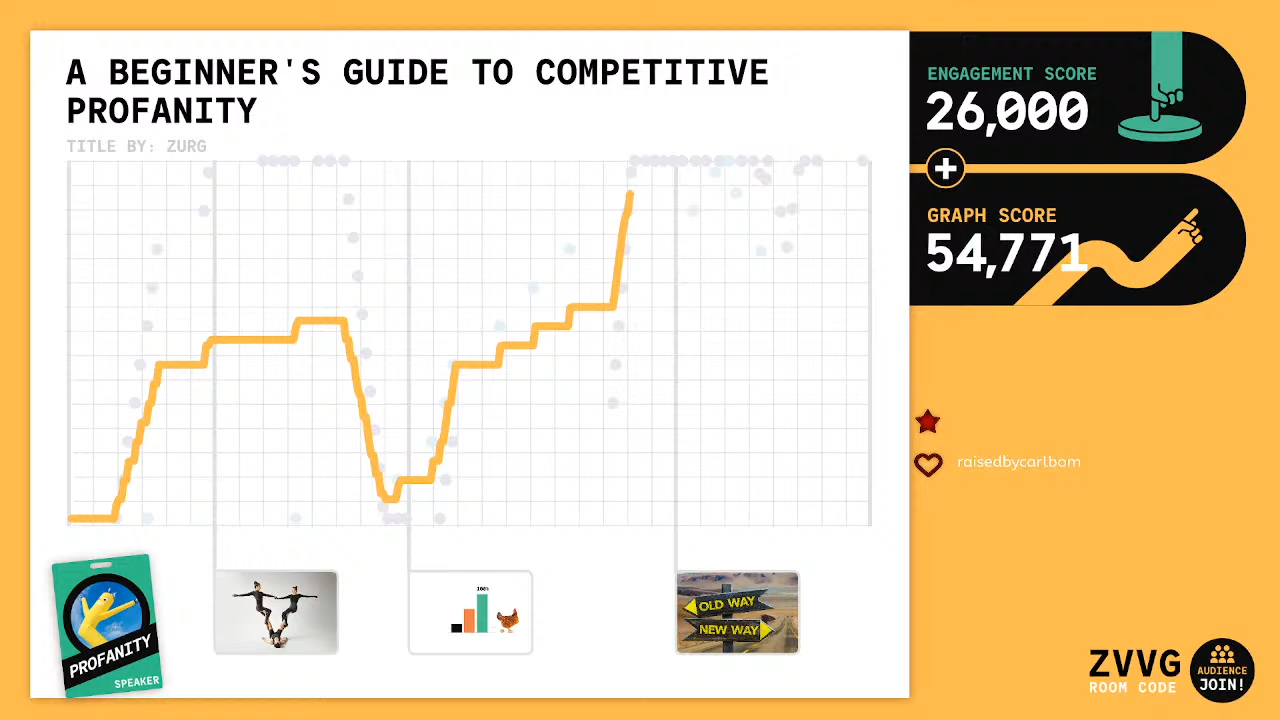 A BEGINNER'S GUIDE TO COMPETITIVE
PROFANITY
TITLE BY: ZURG
ENGAGEMENT SCORE
26,000
+
GRAPH SCORE
54,771
raisedbycartbom
100%
OLD WAY
NEW WAY
PROFANITY
SPEAKER
ZVVG
ROOM CODE
AUDIENCE
JOIN!